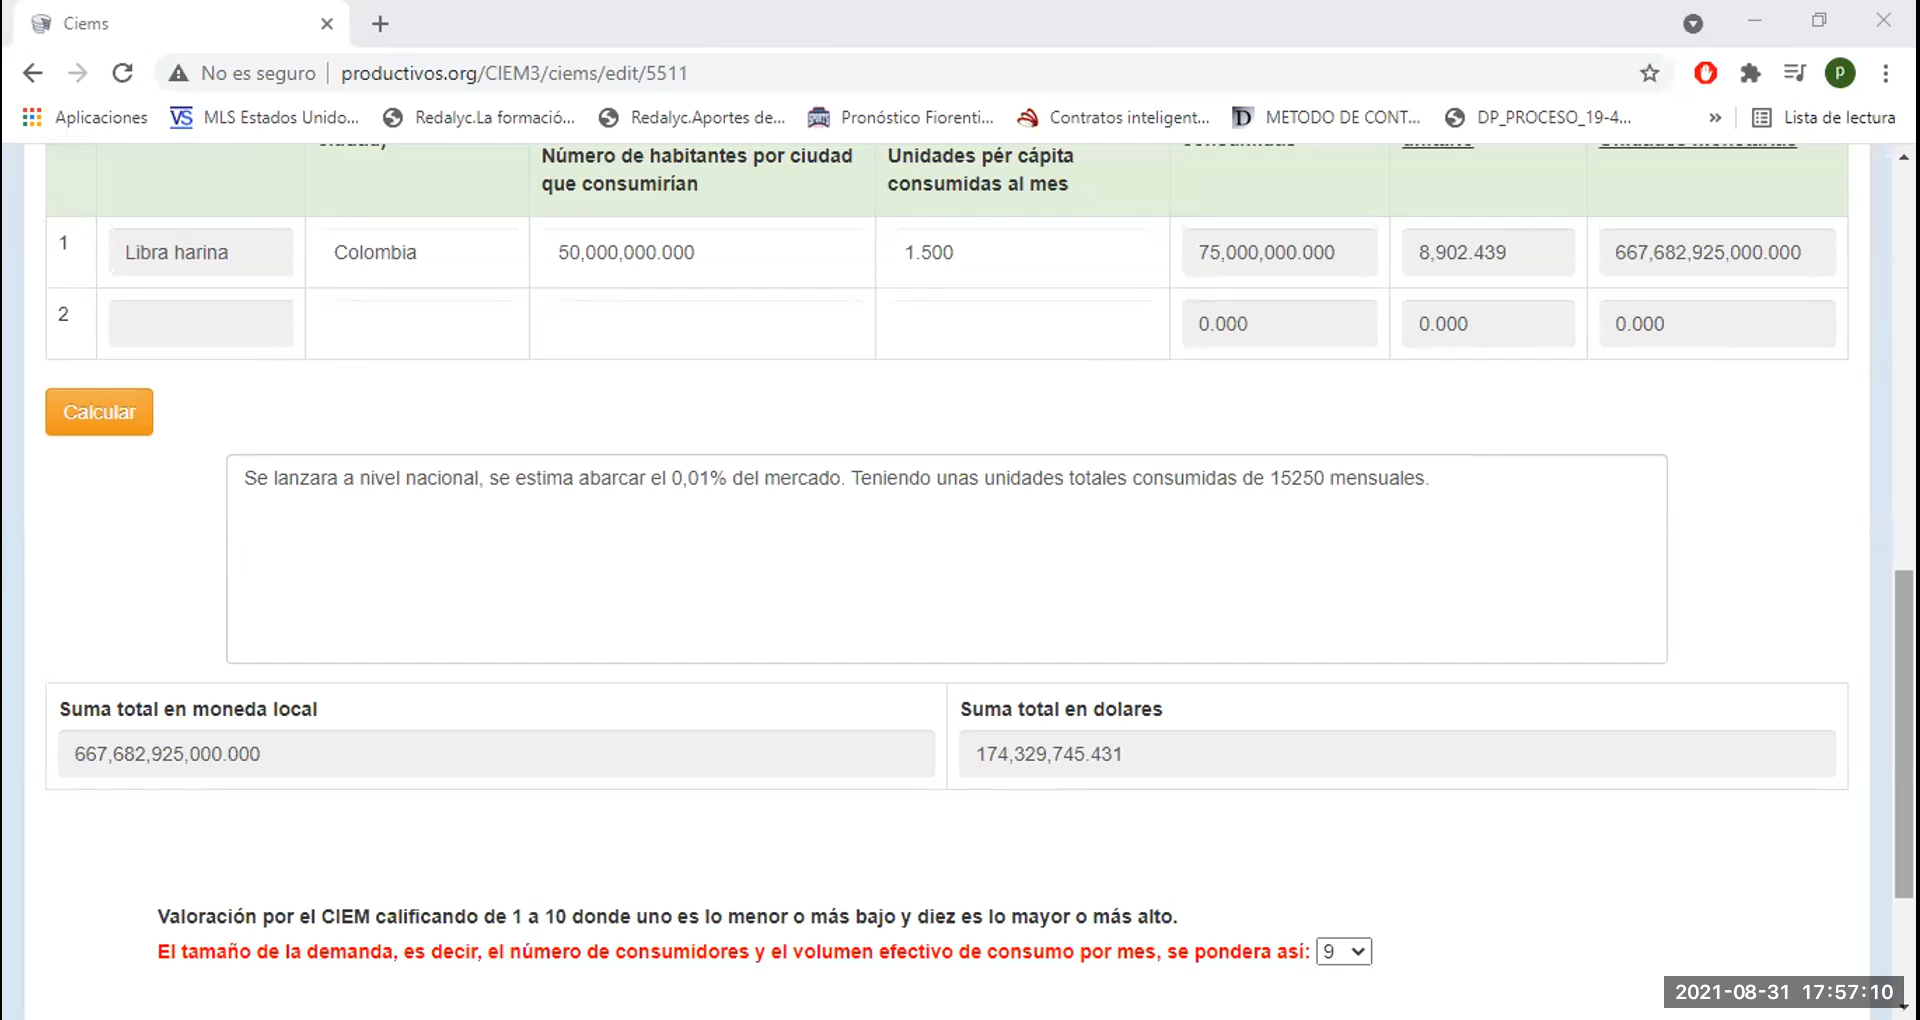 Ciems
No es seguro productivos.org/CIEM3/ciems/edit/5511
Aplicaciones MLS Estados Unido... Redalyc.La formació... Redalyc.Aportes de... Pronóstico Fiorenti... Contratos inteligent... METODO DE CONT... DP_PROCESO_19-4... » Lista de lectura
Número de habitantes por ciudad
que consumirían
Unidades pér cápita
consumidas al mes
1 Libra harina Colombia 50,000,000.000 1.500 75,000,000.000 8,902.439 667,682,925,000.000
2 0.000 0.000 0.000
Calcular
Se lanzara a nivel nacional, se estima abarcar el 0,01% del mercado. Teniendo unas unidades totales consumidas de 15250 mensuales.
Suma total en moneda local
667,682,925,000.000
Suma total en dolares
174,329,745.431
Valoración por el CIEM calificando de 1 a 10 donde uno es lo menor o más bajo y diez es lo mayor o más alto.
El tamaño de la demanda, es decir, el número de consumidores y el volumen efectivo de consumo por mes, se pondera así: 9
2021-08-31 17:57:10